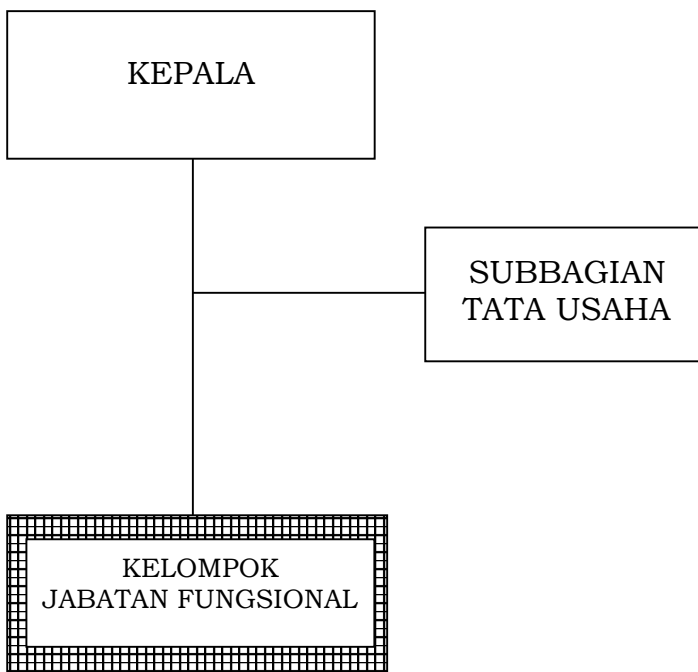 KEPALA
SUBBAGIAN
TATA USAHA
KELOMPOK
JABATAN FUNGSIONAL